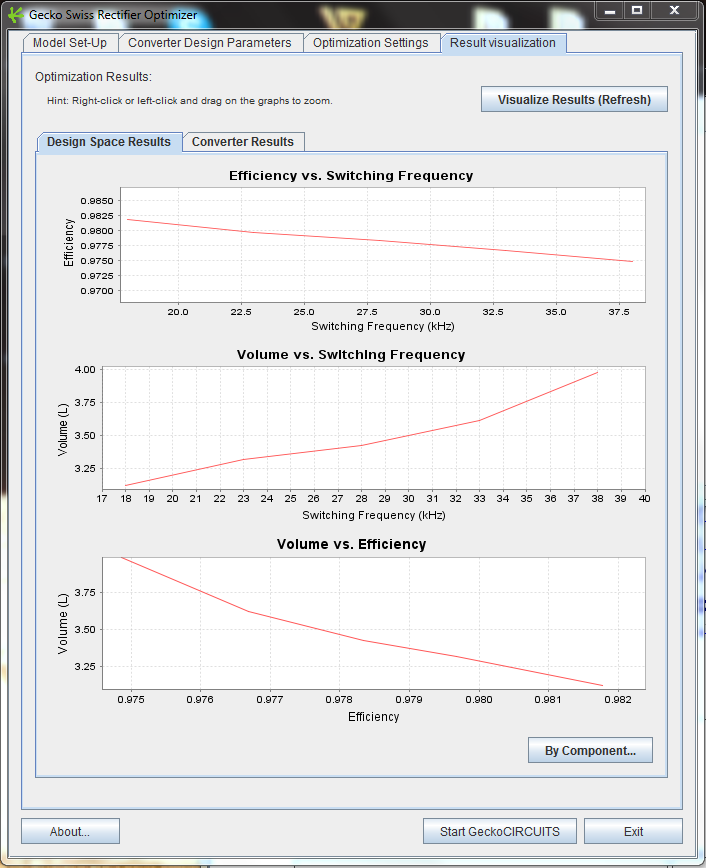 Gecko Swiss Rectifier Optimizer
Model Set-Up Converter Design Parameters Optimization Settings Result visualization
Optimization Results:
Hint: Right-click or left-click and drag on the graphs to zoom.
Visualize Results (Refresh)
Design Space Results Converter Results
Efficiency vs. Switching Frequency
Efficiency
0.9850
0.9825
0.9800
0.9775
0.9750
0.9725
0.9700
20.0 22.5 25.0 27.5 30.0 32.5 35.0 37.5
Switching Frequency (kHz)
Volume vs. Switching Frequency
Volume (L)
4.00
3.75
3.50
3.25
17 18 19 20 21 22 23 24 25 26 27 28 29 30 31 32 33 34 35 36 37 38 39 40
Switching Frequency (kHz)
Volume vs. Efficiency
Volume (L)
3.75
3.50
3.25
0.975 0.976 0.977 0.978 0.979 0.980 0.981 0.982
Efficiency
By Component...
About... Start GeckoCIRCUITS Exit